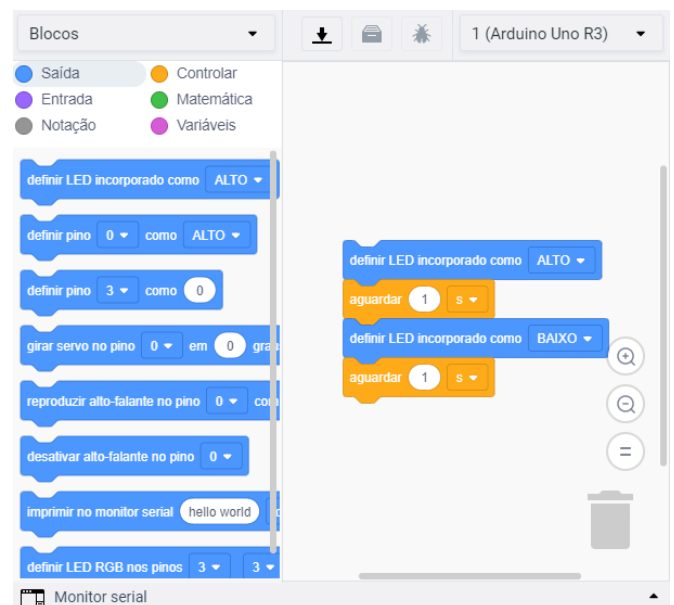 Blocos
1 (Arduino Uno R3)
Saída
Controlar
Entrada
Matemática
Notação
Variáveis
definir LED incorporado como ALTO
definir pino 0 como ALTO
definir pino 3 como 0
girar servo no pino 0 em 0 grau
reproduzir alto-falante no pino 0 com
desativar alto-falante no pino 0
imprimir no monitor serial hello world
definir LED RGB nos pinos 3 3
definir LED incorporado como ALTO
aguardar 1 s
definir LED incorporado como BAIXO
aguardar 1 s
Monitor serial